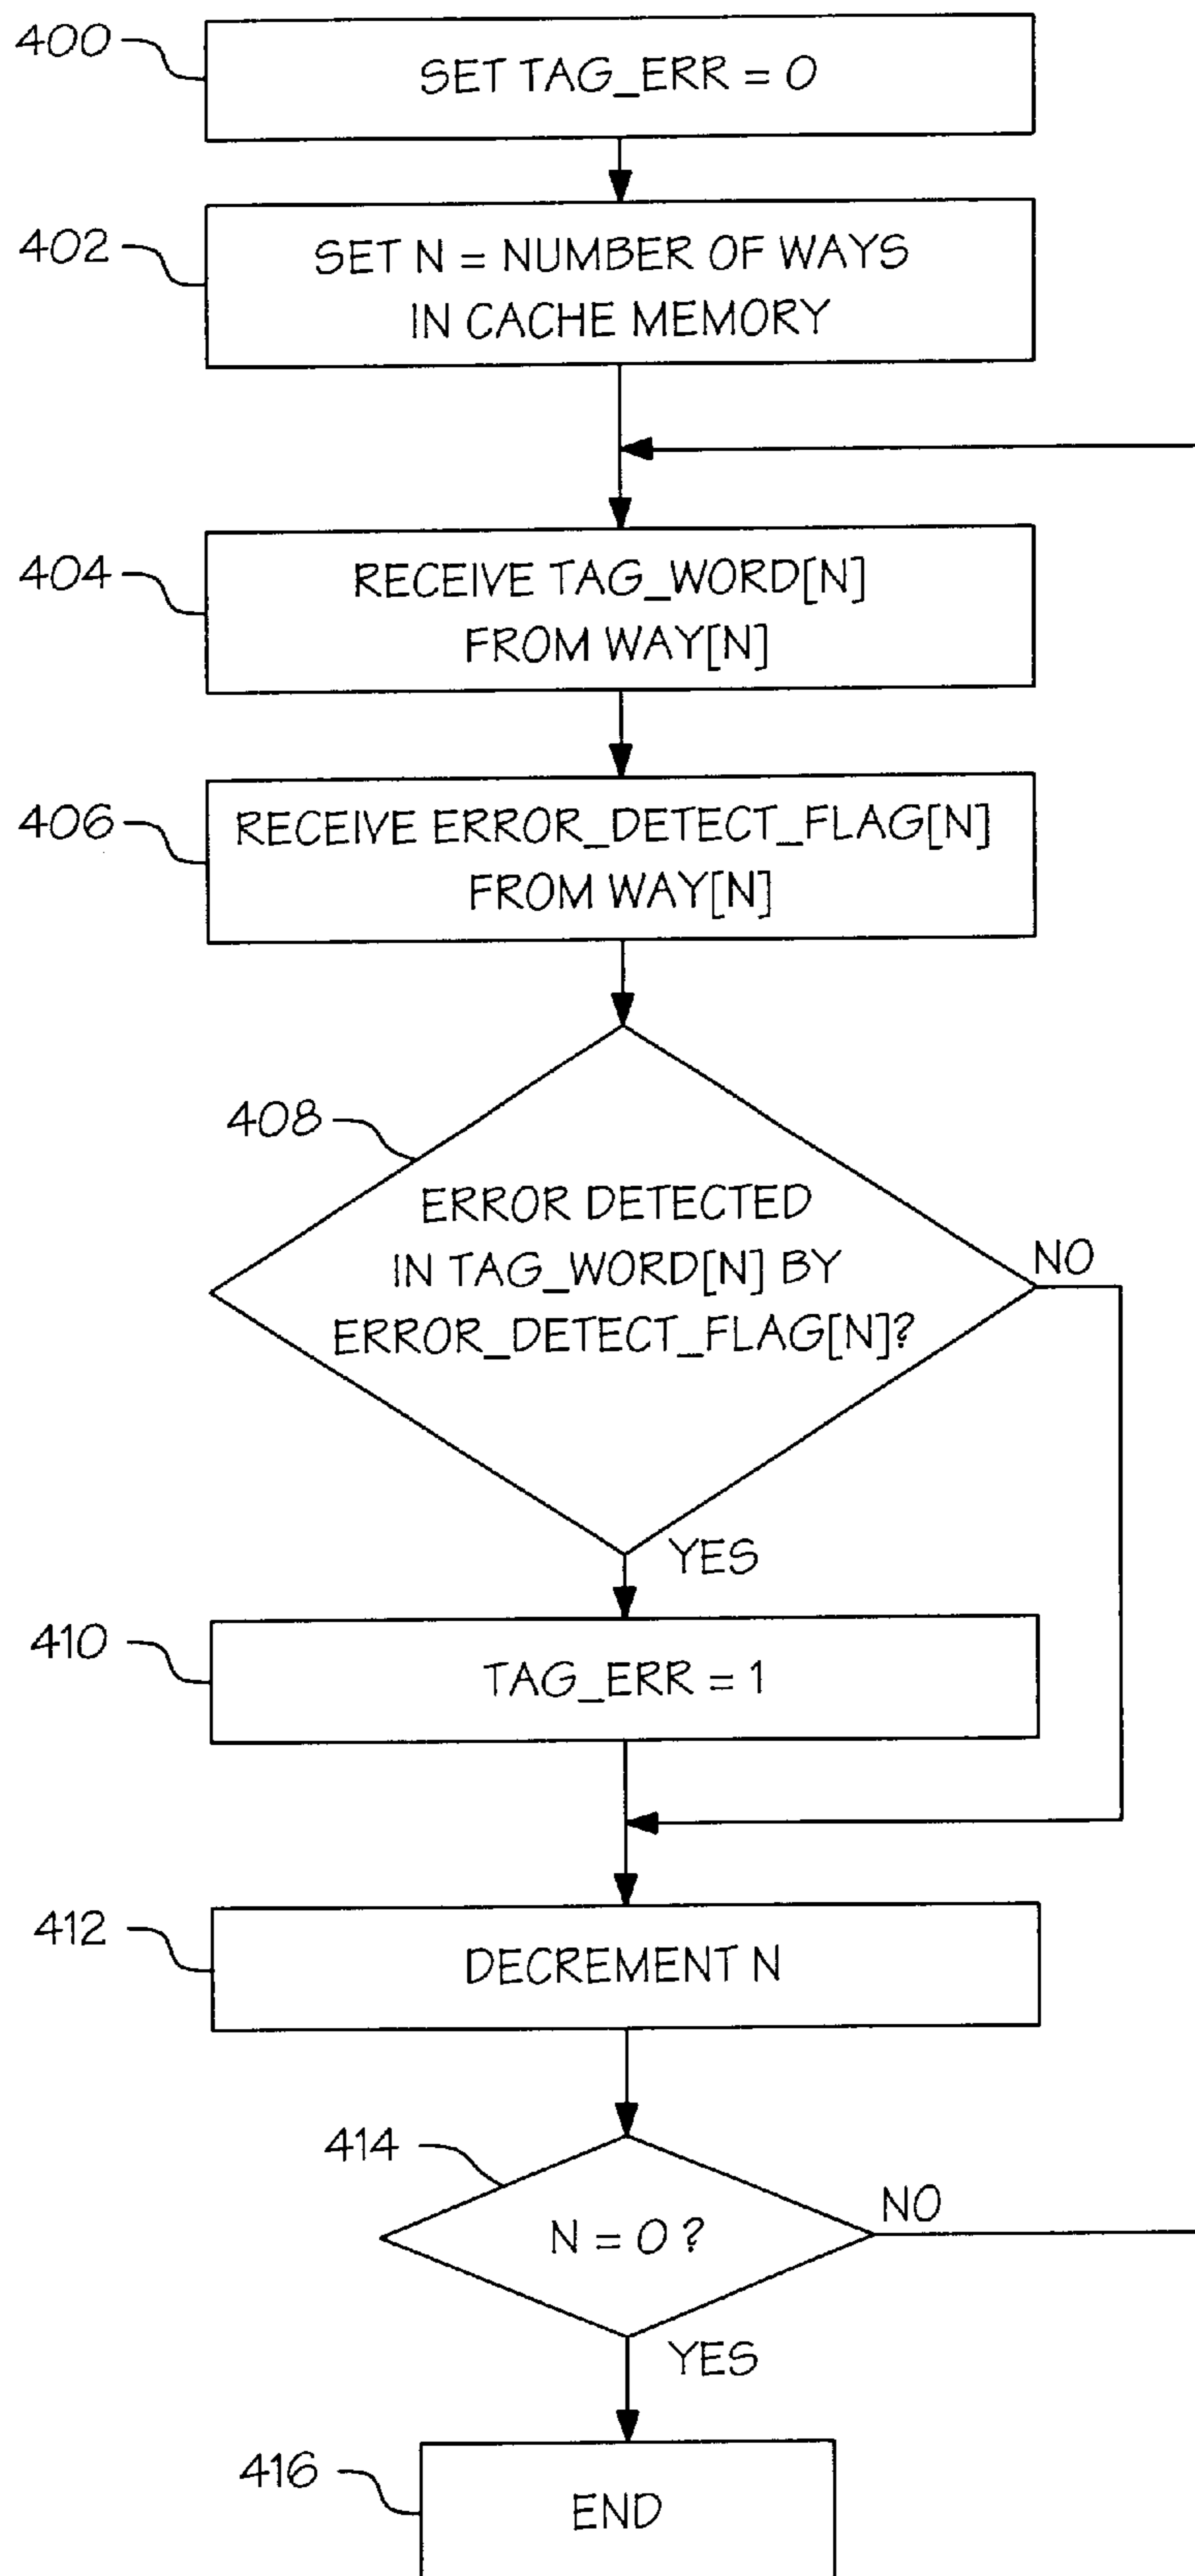 400
SET TAG_ERR = 0
402
SET N = NUMBER OF WAYS
IN CACHE MEMORY
404
RECEIVE TAG_WORD[N]
FROM WAY[N]
406
RECEIVE ERROR_DETECT_FLAG[N]
FROM WAY[N]
408
ERROR DETECTED
IN TAG_WORD[N] BY
ERROR_DETECT_FLAG[N]?
NO
YES
410
TAG_ERR = 1
412
DECREMENT N
414
N = 0 ?
NO
YES
416
END